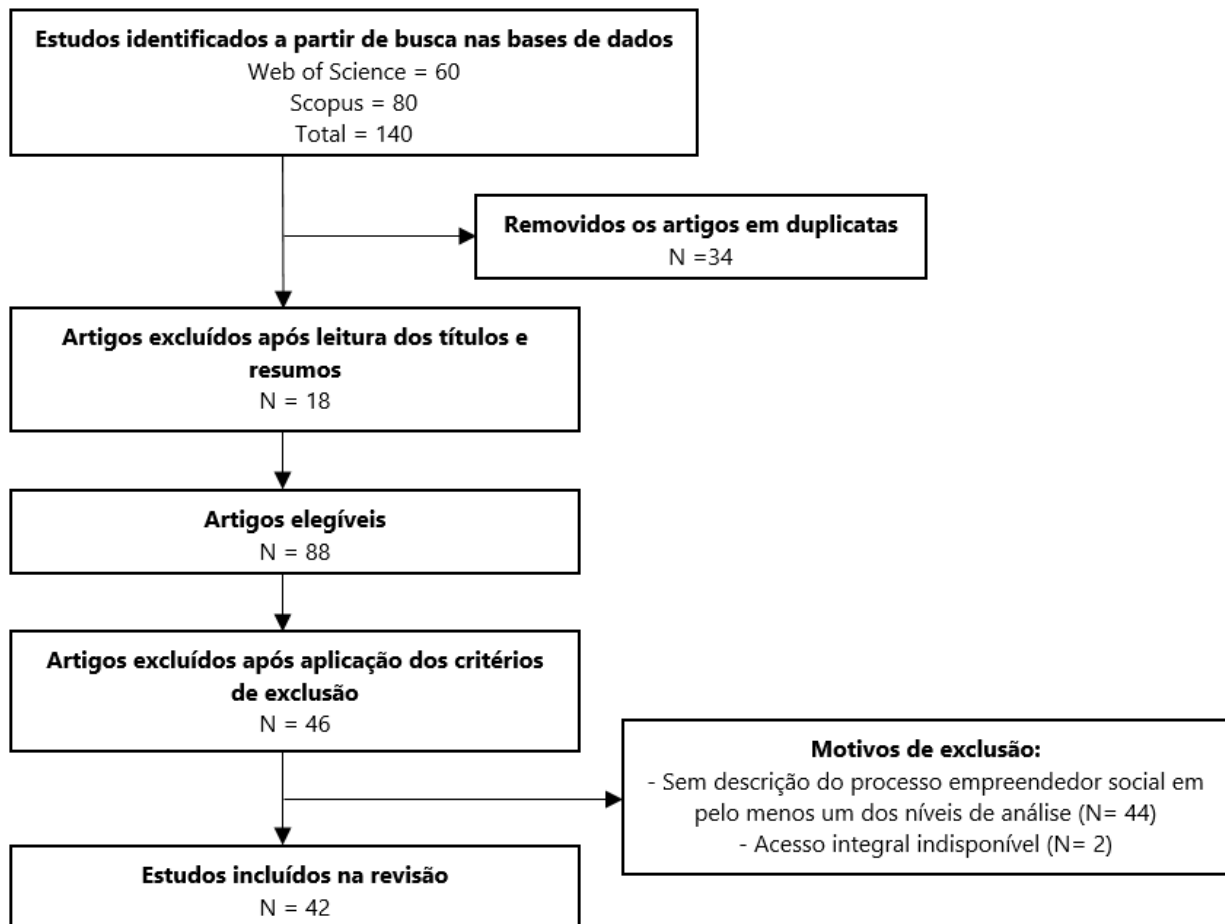 Estudos identificados a partir de busca nas bases de dados
Web of Science = 60
Scopus = 80
Total = 140
Removidos os artigos em duplicatas
N =34
Artigos excluídos após leitura dos títulos e
resumos
N = 18
Artigos elegíveis
N = 88
Artigos excluídos após aplicação dos critérios
de exclusão
N = 46
Motivos de exclusão:
- Sem descrição do processo empreendedor social em
pelo menos um dos níveis de análise (N= 44)
- Acesso integral indisponível (N= 2)
Estudos incluídos na revisão
N = 42